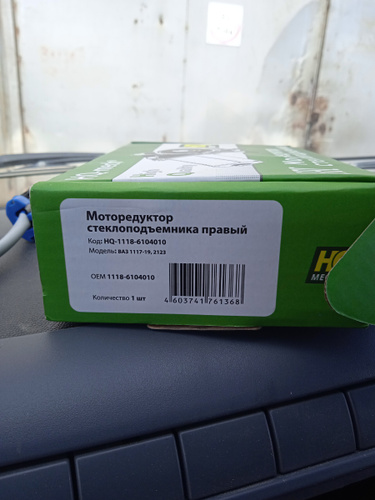 Моторедуктор
стеклоподъемника правый
Код: HQ-1118-6104010
Модель: ВАЗ 1117-19, 2123
OEM 1118-6104010
Количество 1 шт
4 603741 761368